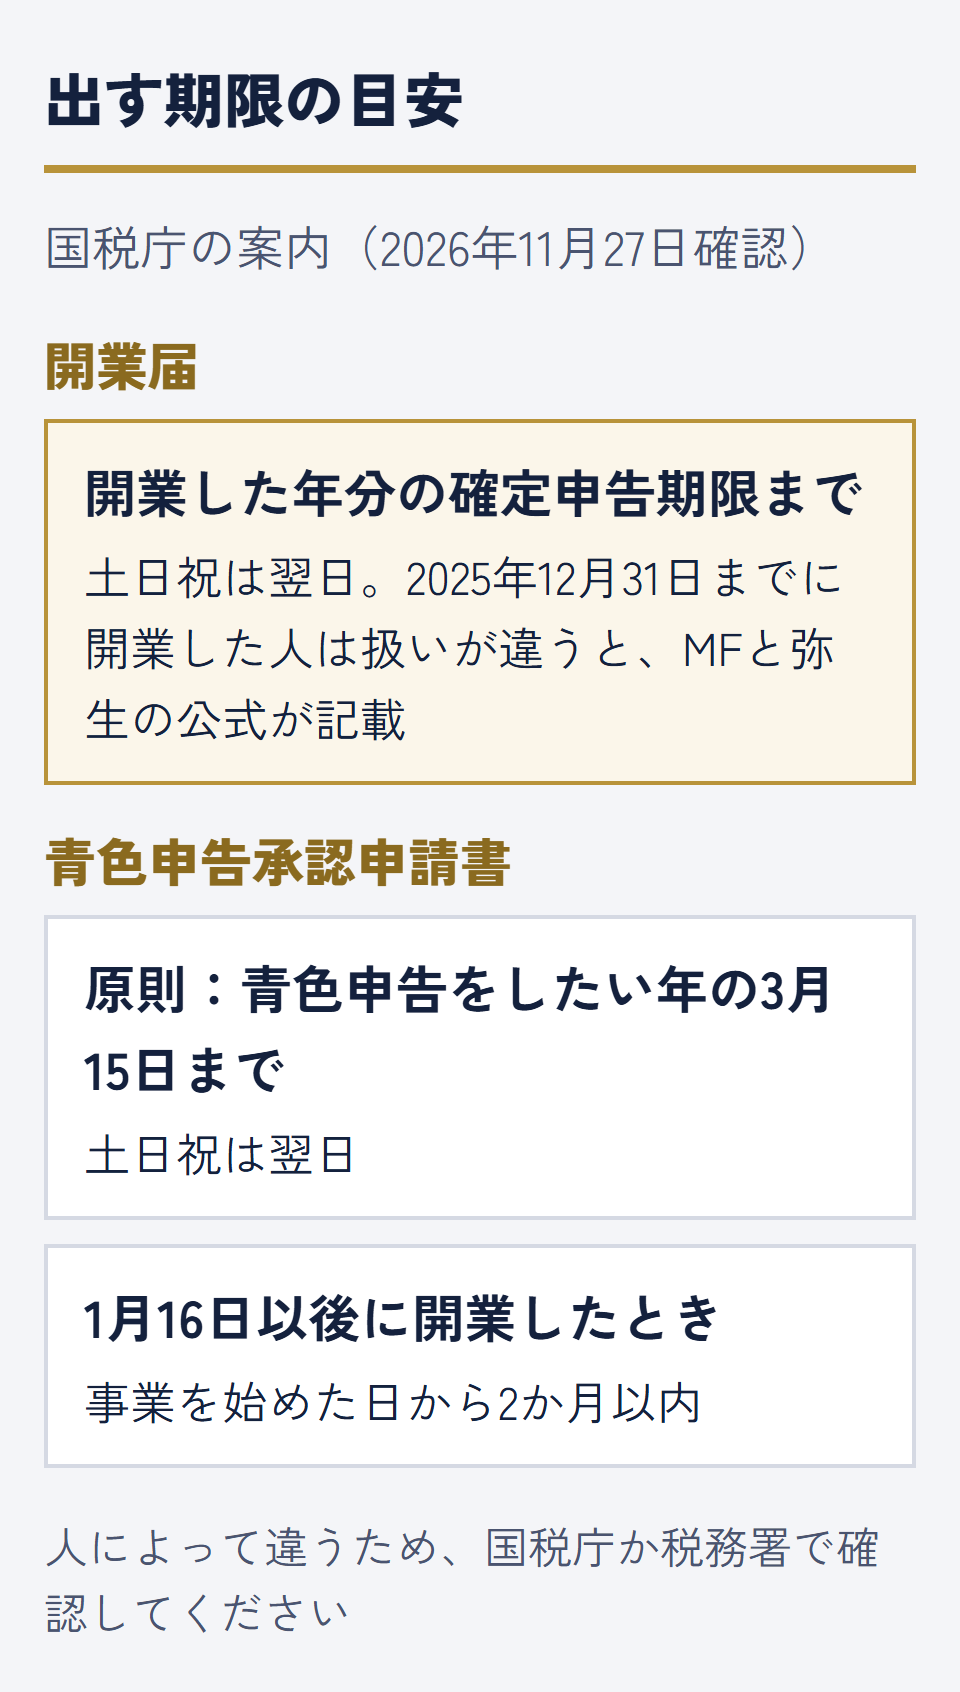 出す期限の目安
国税庁の案内（2026年11月27日確認）
開業届
開業した年分の確定申告期限まで
土日祝は翌日。2025年12月31日までに
開業した人は扱いが違うと、MFと弥
生の公式が記載
青色申告承認申請書
原則：青色申告をしたい年の3月
15日まで
土日祝は翌日
1月16日以後に開業したとき
事業を始めた日から2か月以内
人によって違うため、国税庁か税務署で確
認してください